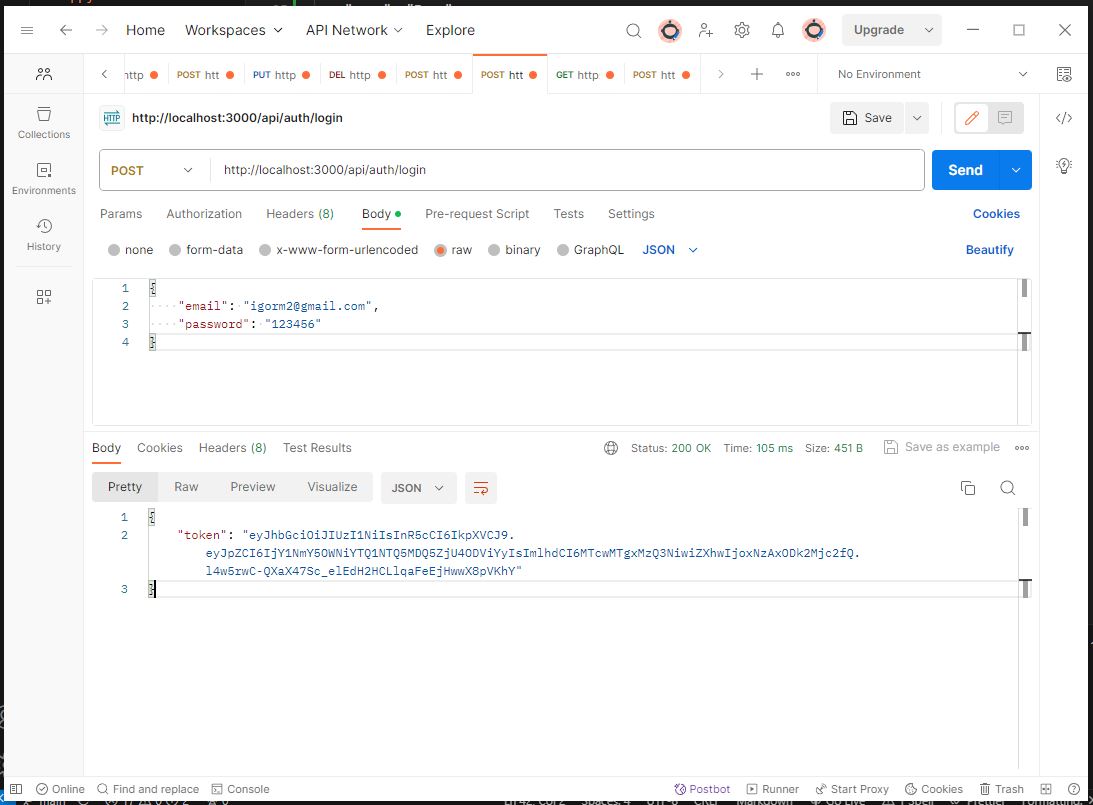 Home Workspaces API Network Explore Upgrade
http POST htt PUT http DEL http POST htt POST htt GET http POST htt No Environment
HTTP http://localhost:3000/api/auth/login Save
POST http://localhost:3000/api/auth/login Send
Collections
Environments
History
Params Authorization Headers (8) Body Pre-request Script Tests Settings Cookies
none form-data x-www-form-urlencoded raw binary GraphQL JSON Beautify
1 {
2 "email": "igorm2@gmail.com",
3 "password": "123456"
4 }
Body Cookies Headers (8) Test Results Status: 200 OK Time: 105 ms Size: 451 B Save as example
Pretty Raw Preview Visualize JSON
1 {
2 "token": "eyJhbGciOiJIUzI1NiIsInR5cCI6IkpXVCJ9.
eyJpZCI6IjY1NmY5OWNiYTQ1NTQ5MDQ5ZjU4ODViYyIsImlhdCI6MTcwMTgxMzQ3NiwiZXhwIjoxNzAxODk2Mjc2fQ.
l4w5rwC-QXaX47Sc_elEdH2HCLlqaFeEjHwwX8pVKhY"
3 }
Online Find and replace Console Postbot Runner Start Proxy Cookies Trash